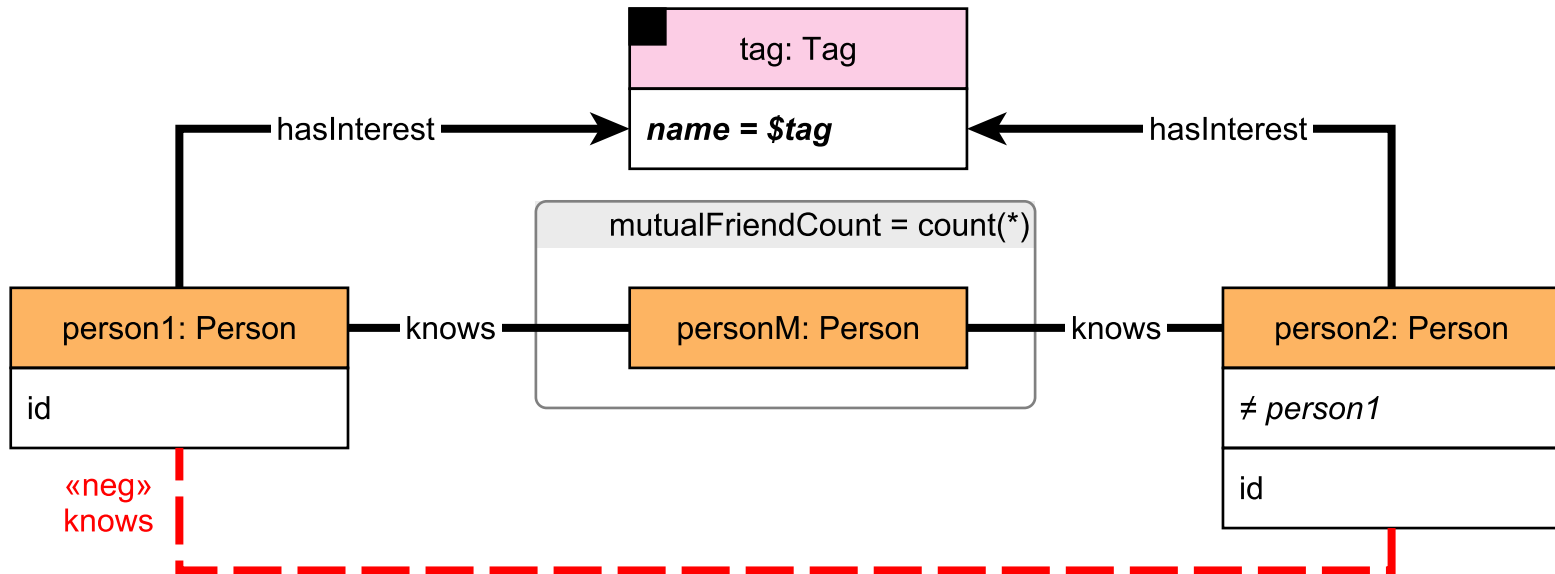 tag: Tag
name = $tag
hasInterest
hasInterest
mutualFriendCount = count(*)
person1: Person
knows
personM: Person
knows
person2: Person
id
≠ person1
id
«neg»
knows